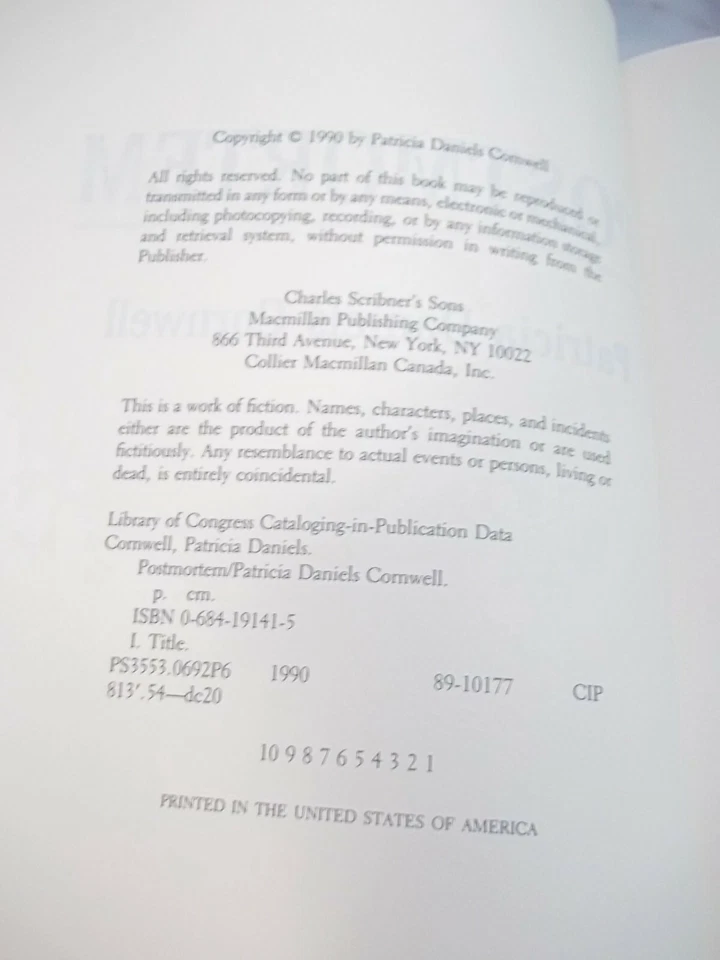 Copyright © 1990 by Patricia Daniels Cornwell
All rights reserved. No part of this book may be reproduced or
transmitted in any form or by any means, electronic or mechanical,
including photocopying, recording, or by any information storage
and retrieval system, without permission in writing from the
Publisher.
Charles Scribner's Sons
Macmillan Publishing Company
866 Third Avenue, New York, NY 10022
Collier Macmillan Canada, Inc.
This is a work of fiction. Names, characters, places, and incidents
either are the product of the author's imagination or are used
fictitiously. Any resemblance to actual events or persons, living or
dead, is entirely coincidental.
Library of Congress Cataloging-in-Publication Data
Cornwell, Patricia Daniels.
Postmortem/Patricia Daniels Cornwell.
p. cm.
ISBN 0-684-19141-5
I. Title.
PS3553.0692P6 1990 89-10177 CIP
813'.54—dc20
10 9 8 7 6 5 4 3 2 1
PRINTED IN THE UNITED STATES OF AMERICA